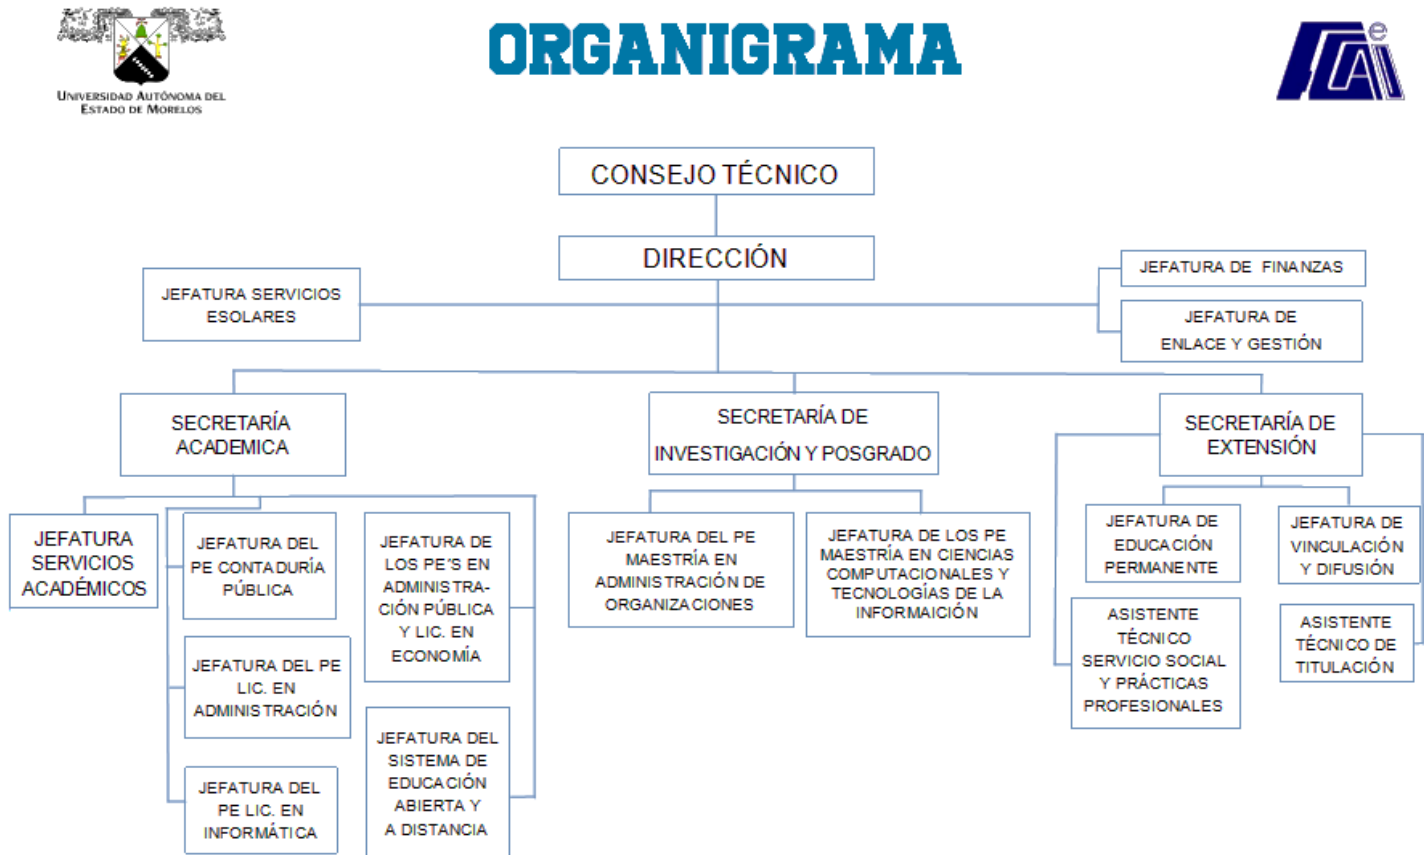 UNIVERSIDAD AUTÓNOMA DEL
ESTADO DE MORELOS
ORGANIGRAMA
FCAeI
CONSEJO TÉCNICO
DIRECCIÓN
JEFATURA SERVICIOS
ESOLARES
JEFATURA DE FINANZAS
JEFATURA DE
ENLACE Y GESTIÓN
SECRETARÍA
ACADEMICA
SECRETARÍA DE
INVESTIGACIÓN Y POSGRADO
SECRETARÍA DE
EXTENSIÓN
JEFATURA
SERVICIOS
ACADÉMICOS
JEFATURA DEL
PE CONTADURÍA
PÚBLICA
JEFATURA DEL PE
LIC. EN
ADMINISTRACIÓN
JEFATURA DEL
PE LIC. EN
INFORMÁTICA
JEFATURA DE
LOS PE´S EN
ADMINISTRA-
CIÓN PÚBLICA
Y LIC. EN
ECONOMÍA
JEFATURA DEL
SISTEMA DE
EDUCACIÓN
ABIERTA Y
A DISTANCIA
JEFATURA DEL PE
MAESTRÍA EN
ADMINISTRACIÓN DE
ORGANIZACIONES
JEFATURA DE LOS PE
MAESTRÍA EN CIENCIAS
COMPUTACIONALES Y
TECNOLOGÍAS DE LA
INFORMAICIÓN
JEFATURA DE
EDUCACIÓN
PERMANENTE
JEFATURA DE
VINCULACIÓN
Y DIFUSIÓN
ASISTENTE
TÉCNICO
SERVICIO SOCIAL
Y PRÁCTICAS
PROFESIONALES
ASISTENTE
TÉCNICO DE
TITULACIÓN